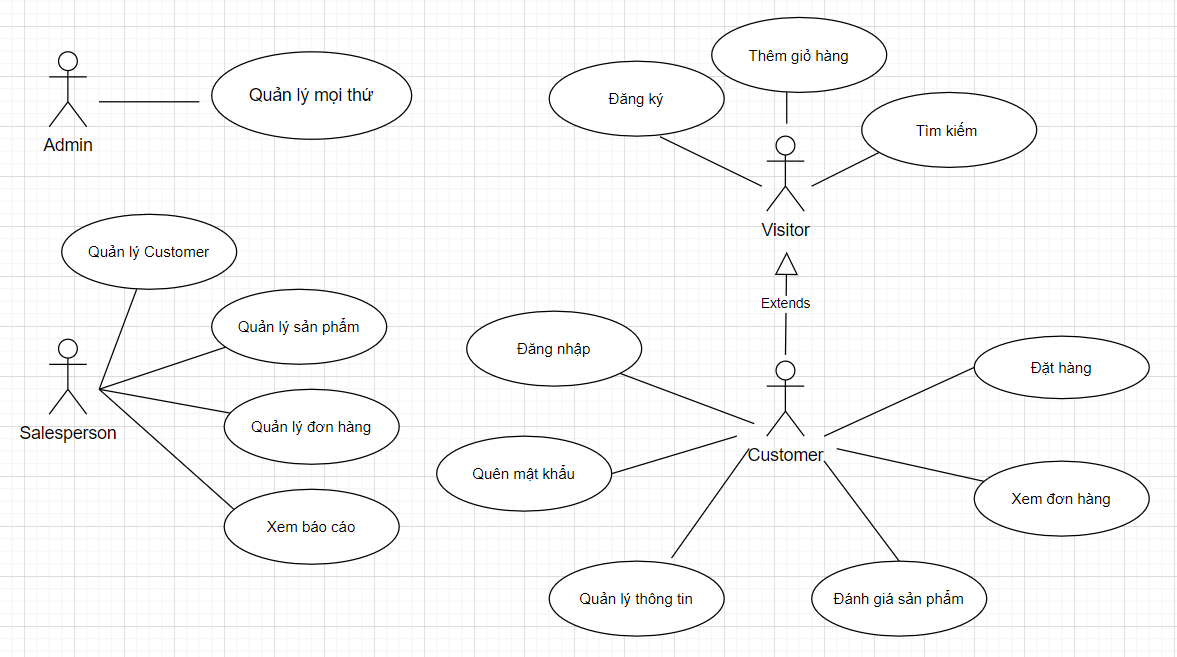 Admin
Quản lý mọi thứ
Thêm giỏ hàng
Đăng ký
Tìm kiếm
Visitor
Extends
Quản lý Customer
Quản lý sản phẩm
Salesperson
Quản lý đơn hàng
Xem báo cáo
Đăng nhập
Đặt hàng
Customer
Quên mật khẩu
Xem đơn hàng
Quản lý thông tin
Đánh giá sản phẩm